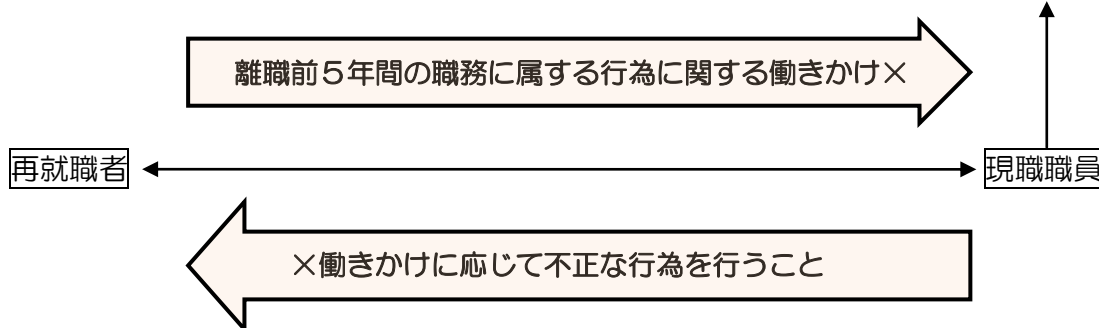 離職前５年間の職務に属する行為に関する働きかけ×
再就職者
現職職員
×働きかけに応じて不正な行為を行うこと